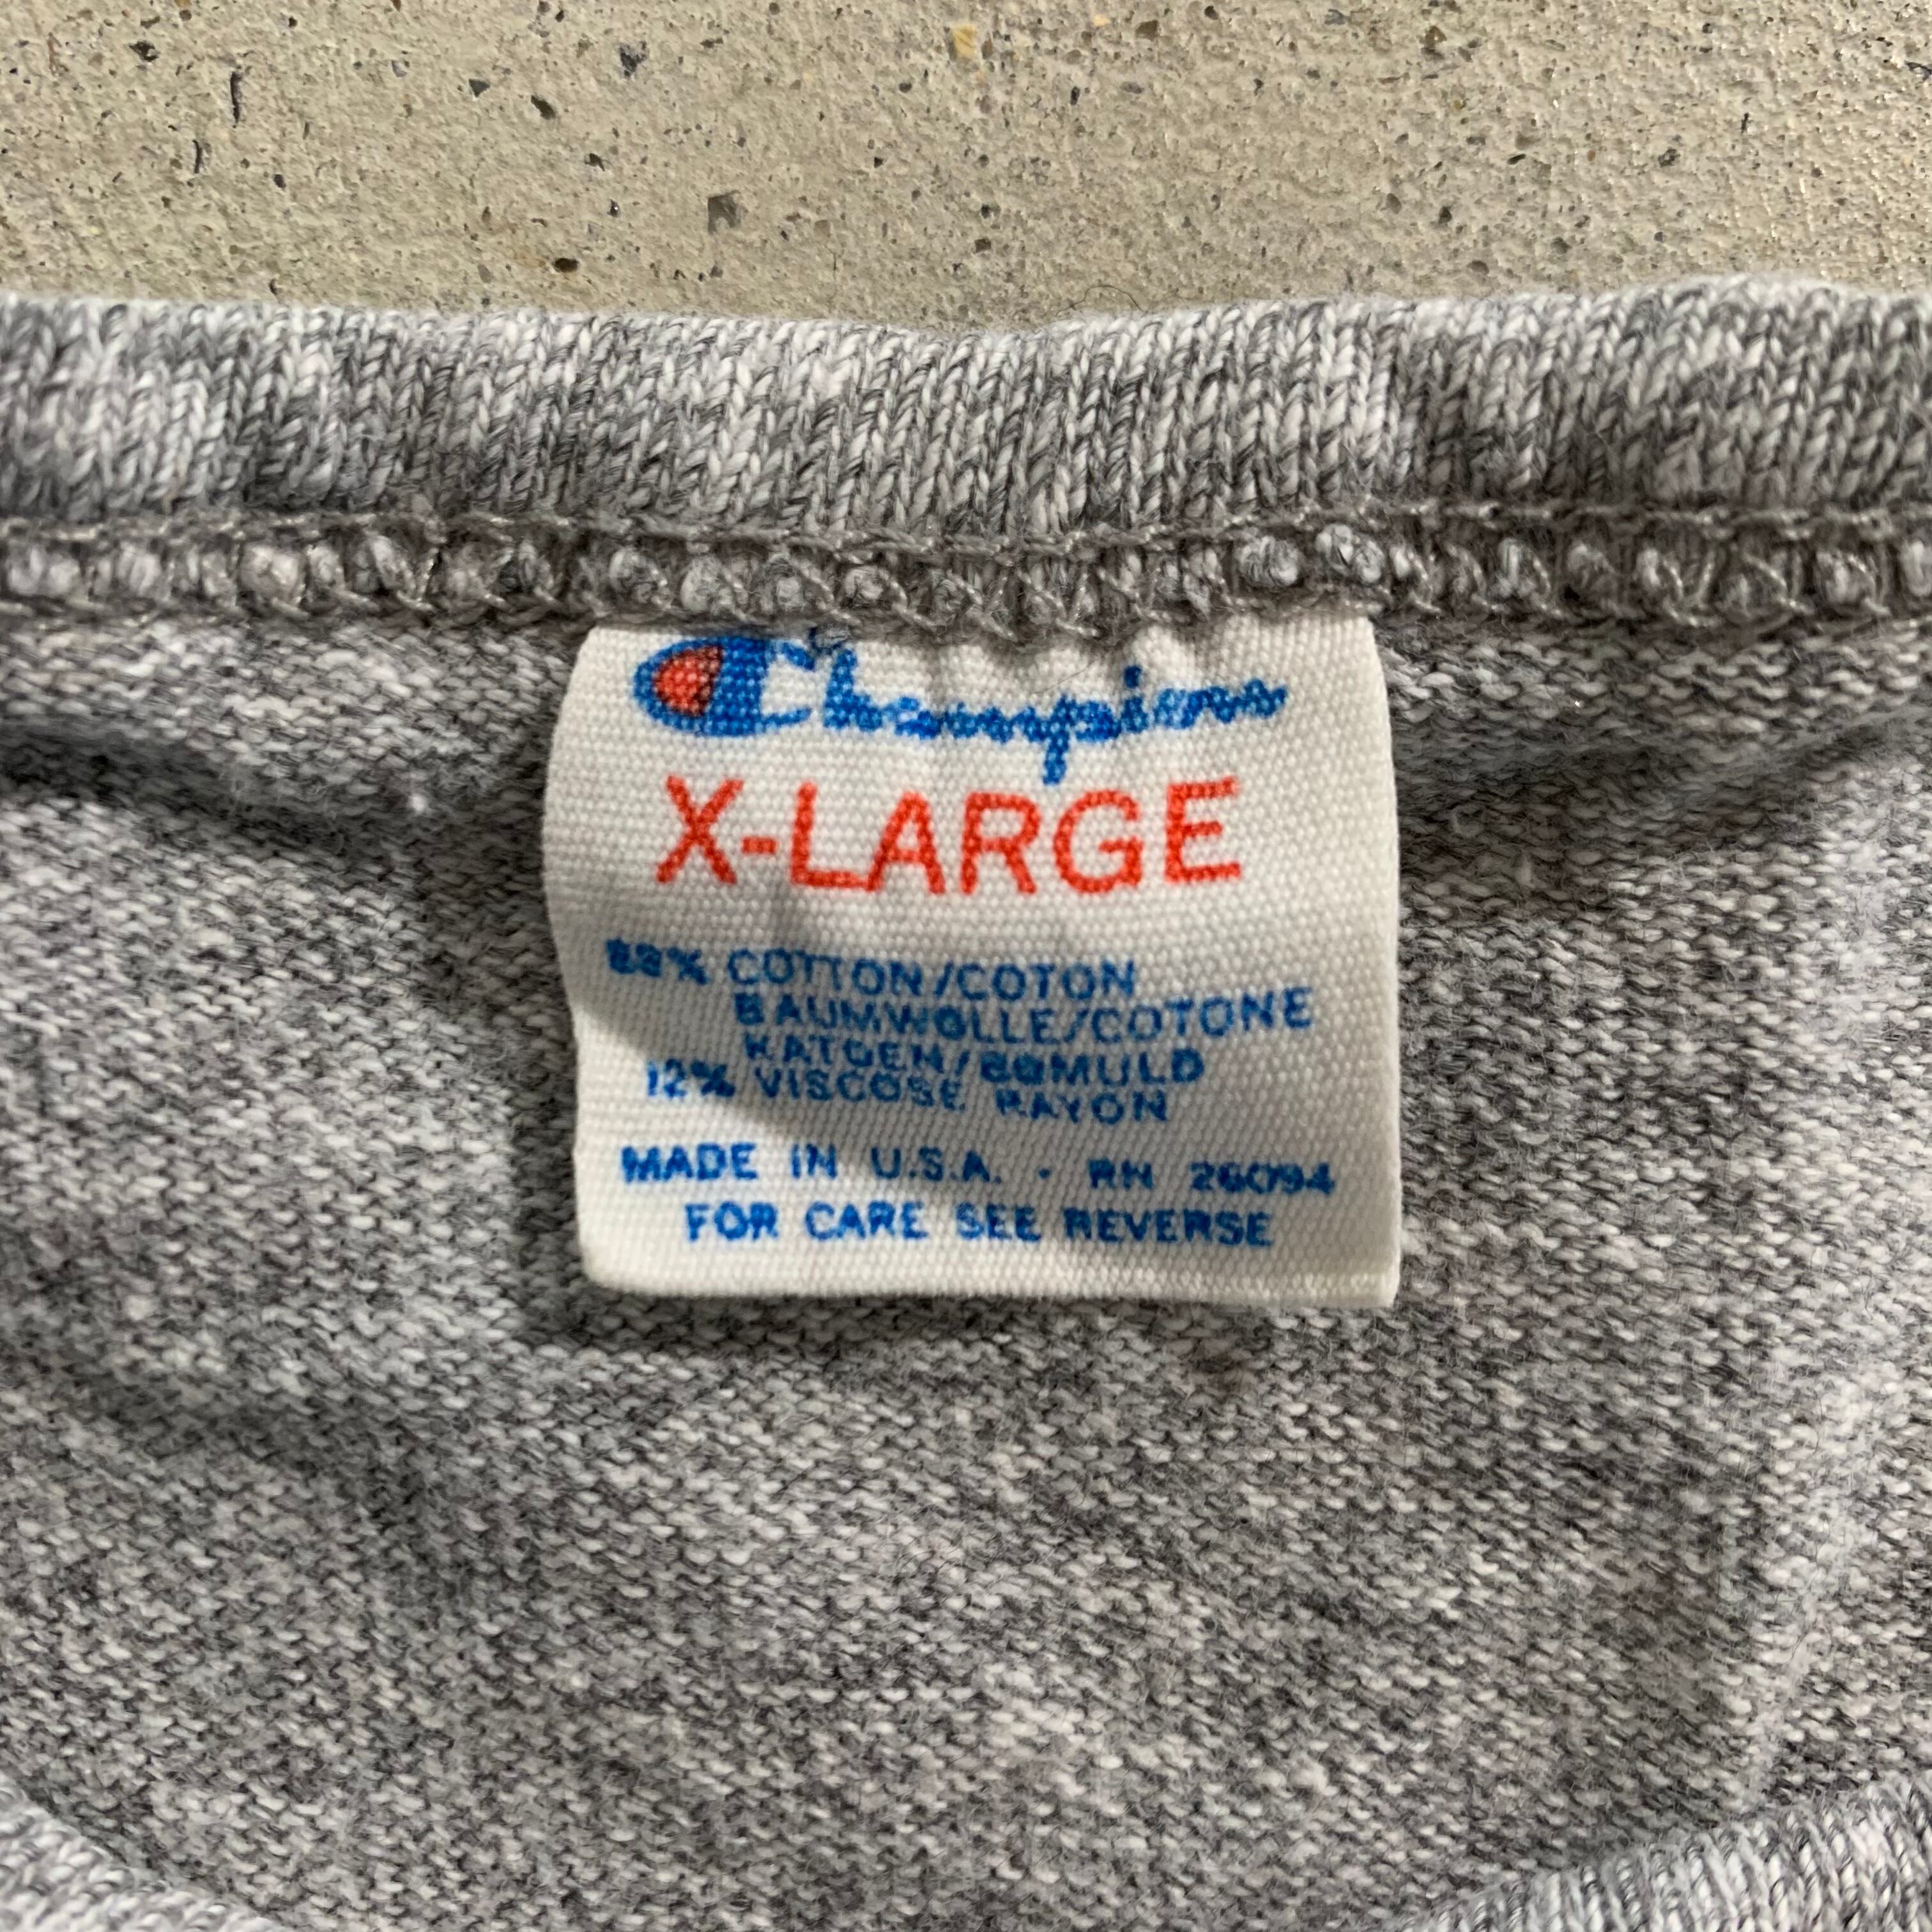 Champion
X-LARGE
88% COTTON/COTON
BAUMWOLLE/COTONE
KATOEN/BOMULD
12% VISCOSE RAYON
MADE IN U.S.A. · RN 26094
FOR CARE SEE REVERSE